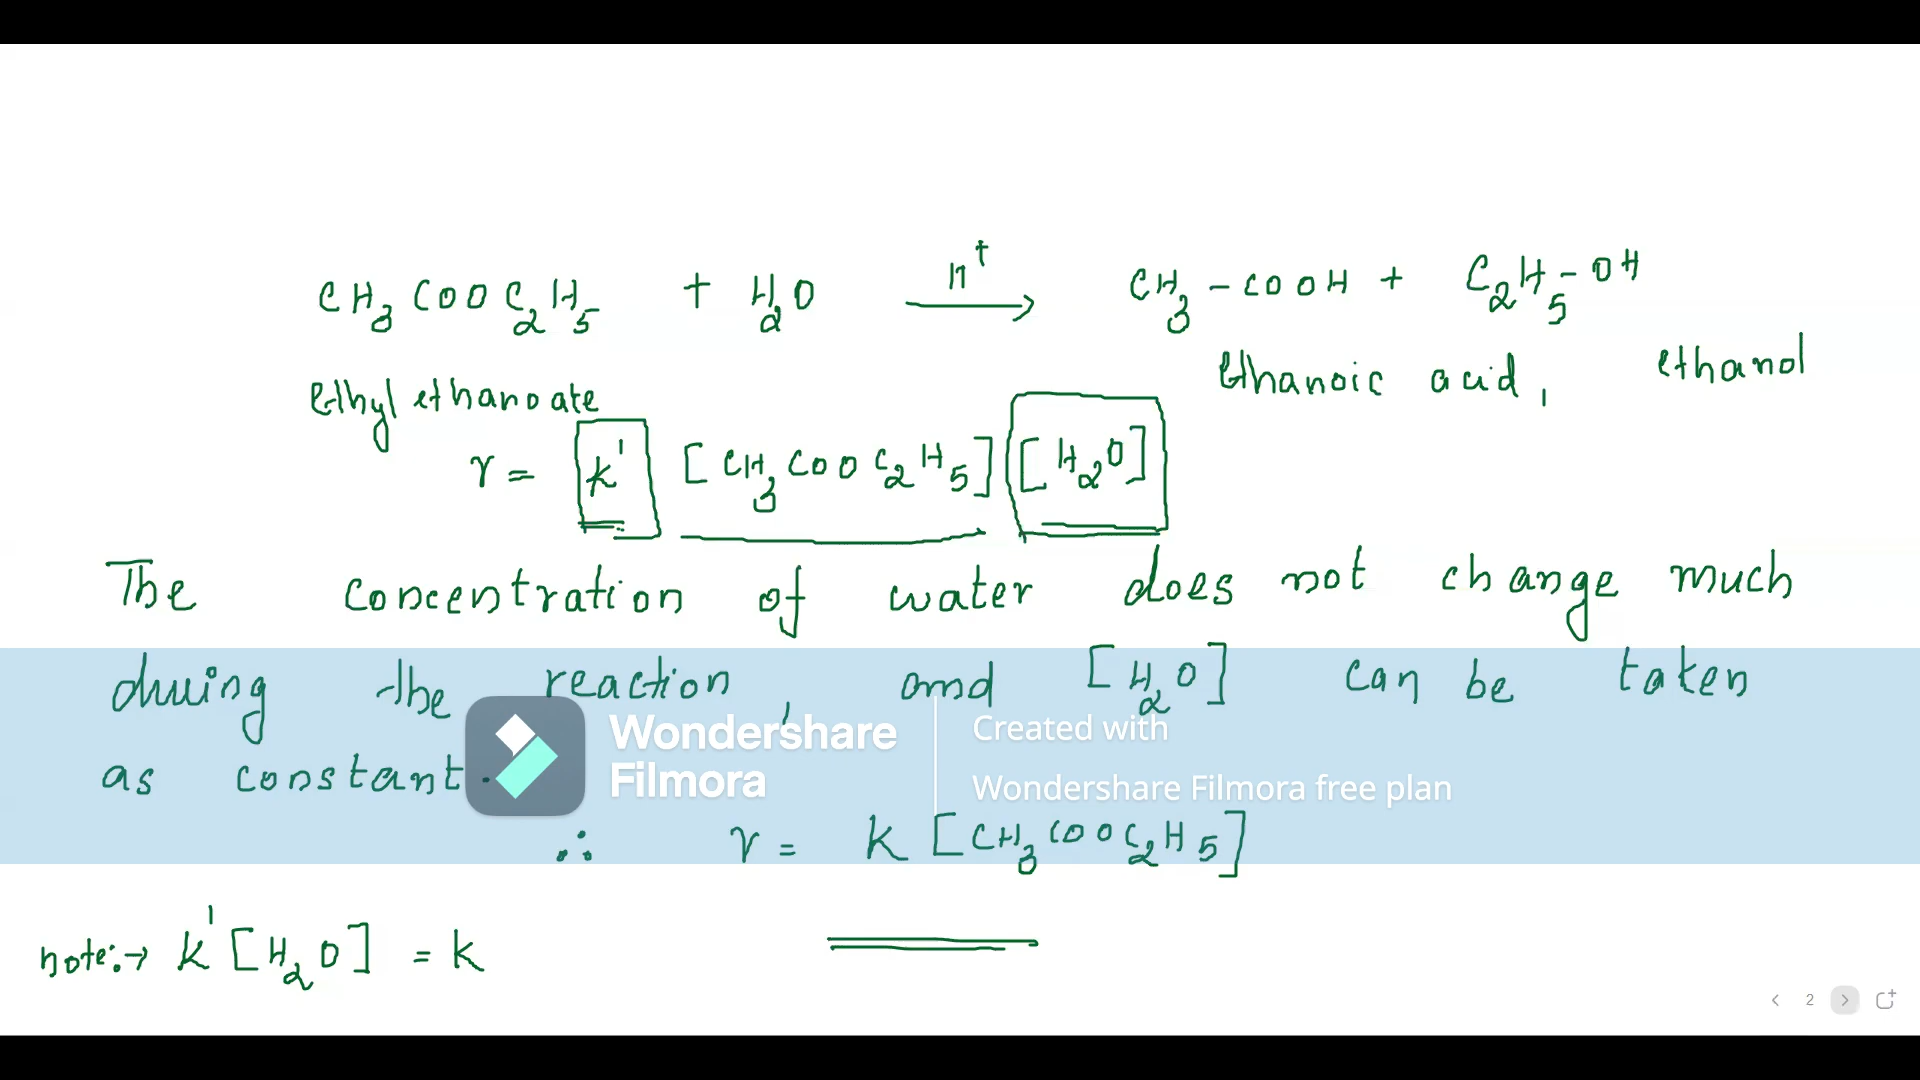 CH₃COOC₂H₅ + H₂O —H⁺→ CH₃-COOH + C₂H₅-OH
Ethyl ethanoate Ethanoic acid, ethanol
r = k' [CH₃COOC₂H₅] [H₂O]
The concentration of water does not change much
during the reaction, and [H₂O] can be taken
as constant.
Wondershare Filmora
Created with
Wondershare Filmora free plan
∴ r = k [CH₃COOC₂H₅]
note:→ k' [H₂O] = k
2